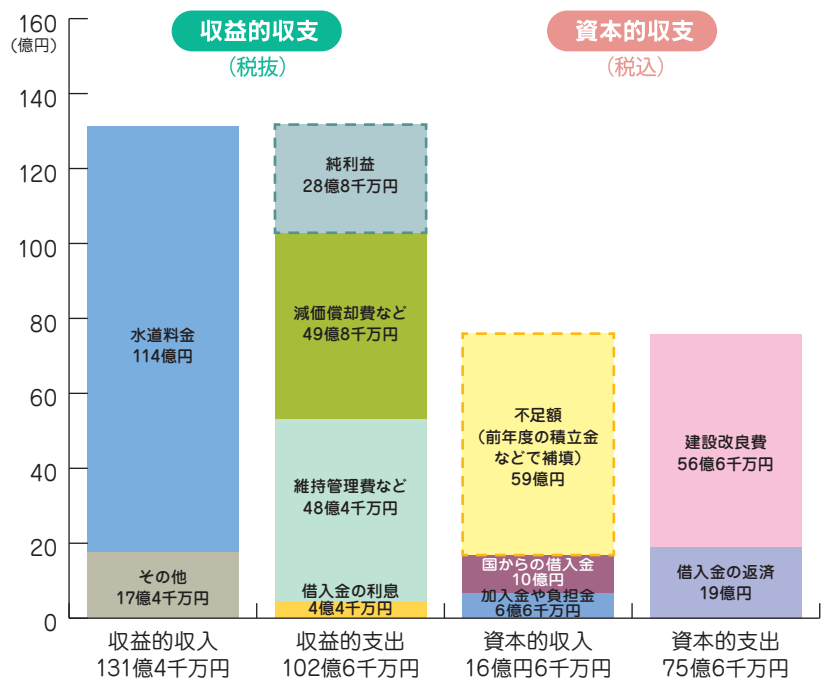 160
（億円）
140
120
100
80
60
40
20
0
収益的収支
（税抜）
資本的収支
（税込）
水道料金
114億円
その他
17億4千万円
純利益
28億8千万円
減価償却費など
49億8千万円
維持管理費など
48億4千万円
借入金の利息
4億4千万円
不足額
（前年度の積立金
などで補填）
59億円
国からの借入金
10億円
加入金や負担金
6億6千万円
建設改良費
56億6千万円
借入金の返済
19億円
収益的収入
131億4千万円
収益的支出
102億6千万円
資本的収入
16億円6千万円
資本的支出
75億6千万円